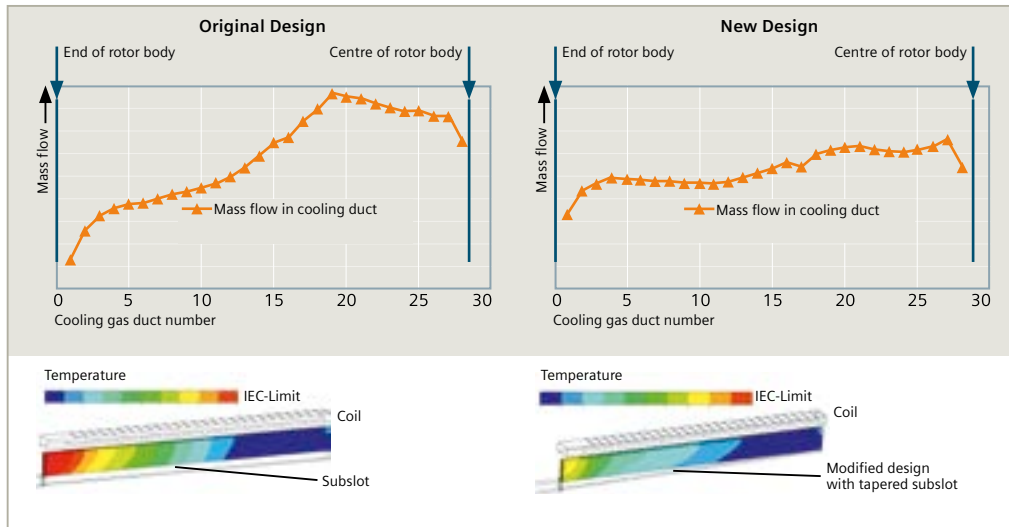 Original Design
End of rotor body
Centre of rotor body
Mass flow
Mass flow in cooling duct
0 5 10 15 20 25 30
Cooling gas duct number
New Design
End of rotor body
Centre of rotor body
Mass flow
Mass flow in cooling duct
0 5 10 15 20 25 30
Cooling gas duct number
Temperature
IEC-Limit
Coil
Subslot
Temperature
IEC-Limit
Coil
Modified design
with tapered subslot